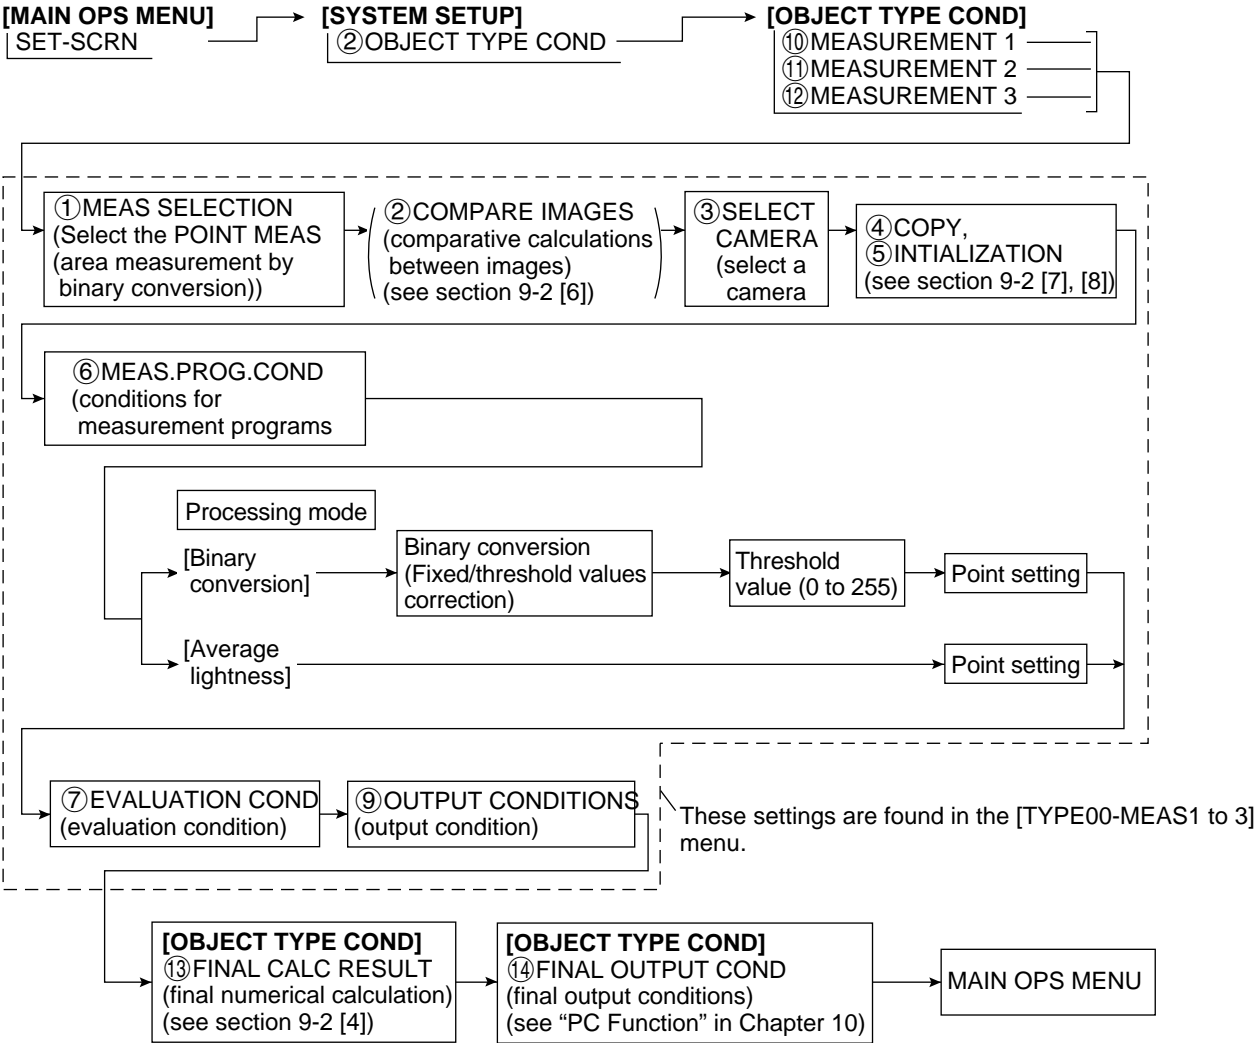 [MAIN OPS MENU]
SET-SCRN
[SYSTEM SETUP]
②OBJECT TYPE COND
[OBJECT TYPE COND]
⑩MEASUREMENT 1
⑪MEASUREMENT 2
⑫MEASUREMENT 3
①MEAS SELECTION
(Select the POINT MEAS
(area measurement by
binary conversion))
②COMPARE IMAGES
(comparative calculations
between images)
(see section 9-2 [6])
③SELECT
CAMERA
(select a
camera
④COPY,
⑤INTIALIZATION
(see section 9-2 [7], [8])
⑥MEAS.PROG.COND
(conditions for
measurement programs
Processing mode
[Binary
conversion]
Binary conversion
(Fixed/threshold values
correction)
Threshold
value (0 to 255)
Point setting
[Average
lightness]
Point setting
⑦EVALUATION COND
(evaluation condition)
⑨OUTPUT CONDITIONS
(output condition)
These settings are found in the [TYPE00-MEAS1 to 3]
menu.
[OBJECT TYPE COND]
⑬FINAL CALC RESULT
(final numerical calculation)
(see section 9-2 [4])
[OBJECT TYPE COND]
⑭FINAL OUTPUT COND
(final output conditions)
(see “PC Function” in Chapter 10)
MAIN OPS MENU